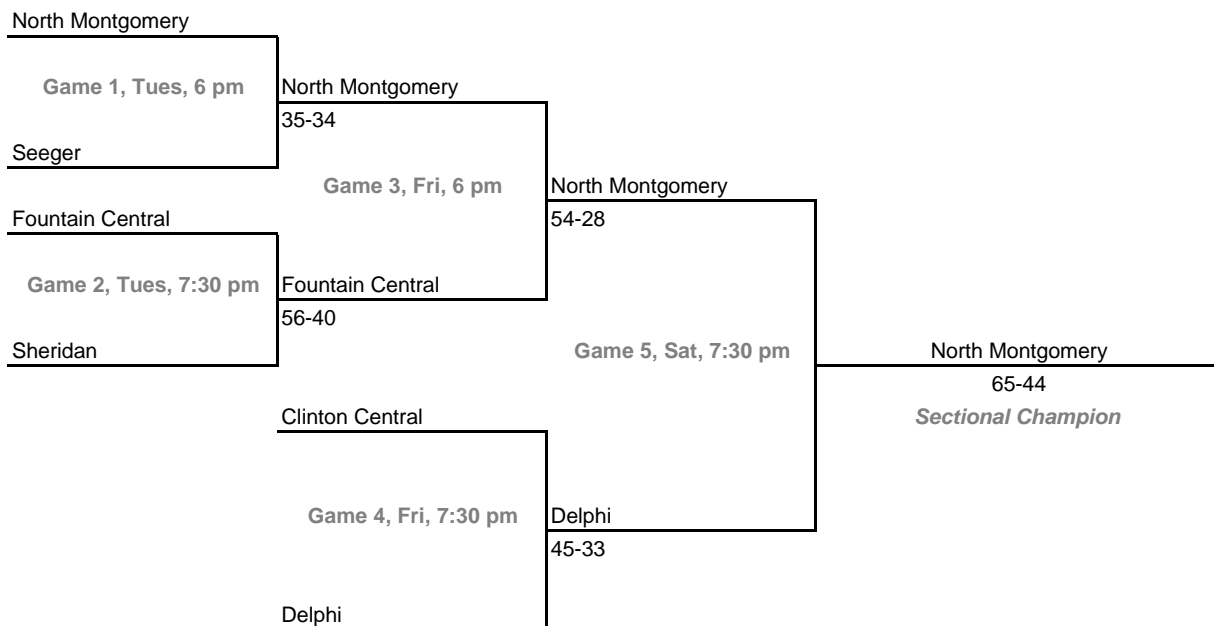 North Montgomery
Game 1, Tues, 6 pm
North Montgomery
35-34
Seeger
Game 3, Fri, 6 pm
North Montgomery
Fountain Central
54-28
Game 2, Tues, 7:30 pm
Fountain Central
56-40
Sheridan
Game 5, Sat, 7:30 pm
North Montgomery
65-44
Clinton Central
Sectional Champion
Game 4, Fri, 7:30 pm
Delphi
45-33
Delphi